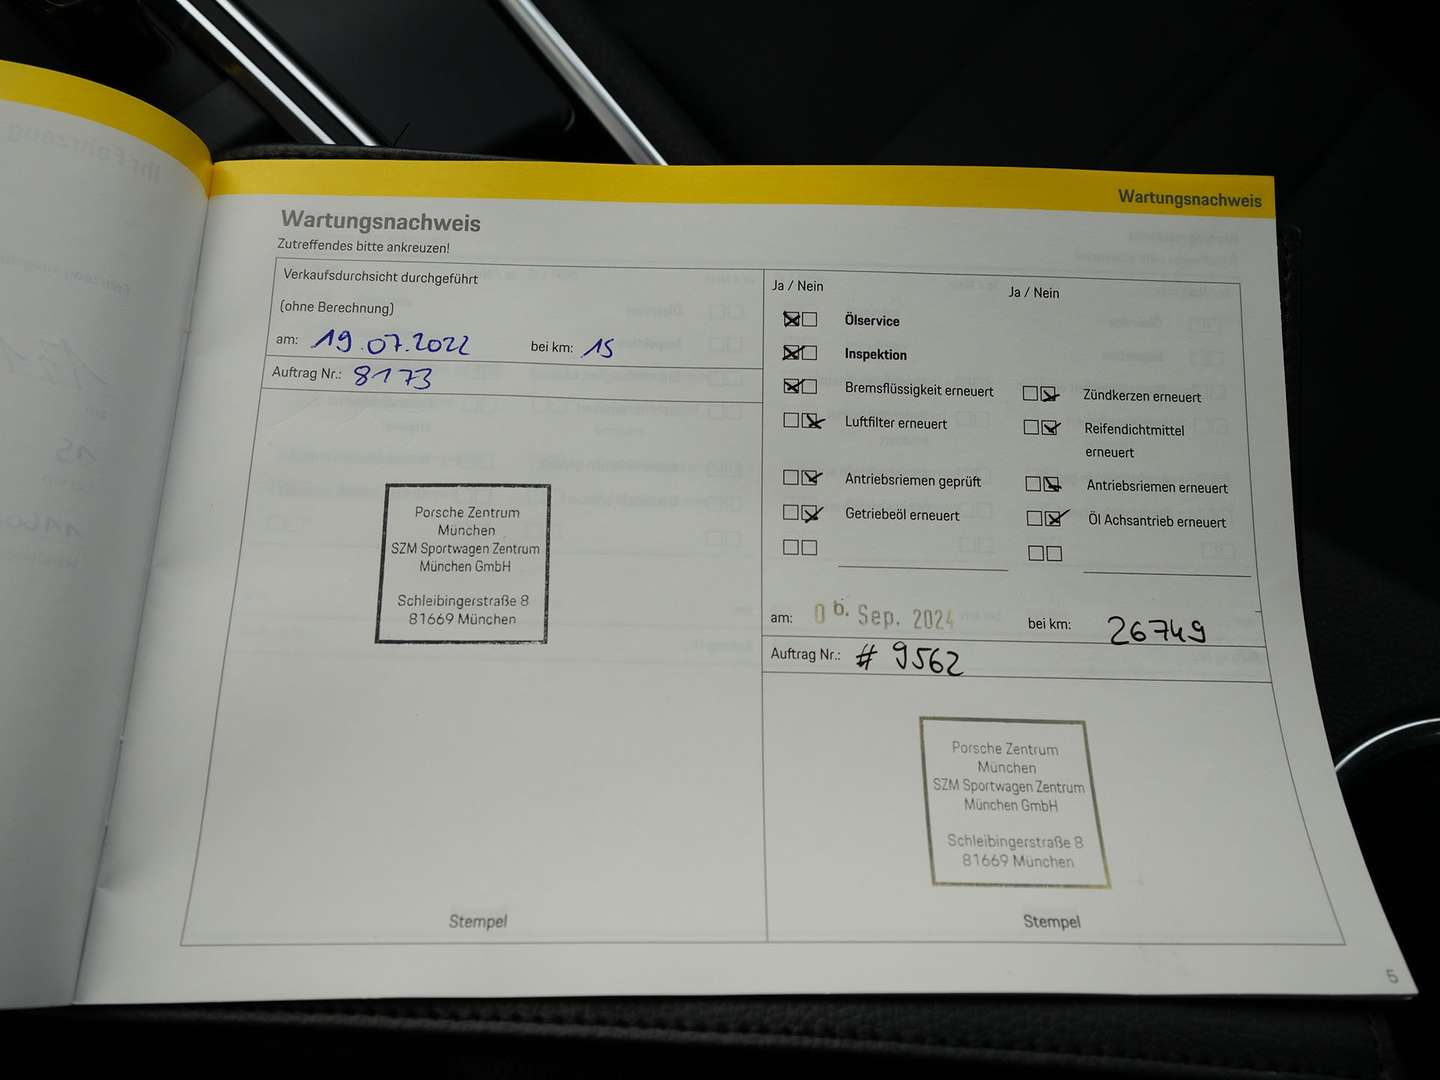 Wartungsnachweis
Wartungsnachweis
Zutreffendes bitte ankreuzen!
Verkaufsdurchsicht durchgeführt
(ohne Berechnung)
am: 19.07.2022 bei km: 15
Auftrag Nr.: 8173
Porsche Zentrum
München
SZM Sportwagen Zentrum
München GmbH
Schleibingerstraße 8
81669 München
Stempel
Ja / Nein Ja / Nein
Ölservice
Inspektion
Bremsflüssigkeit erneuert Zündkerzen erneuert
Luftfilter erneuert Reifendichtmittel
erneuert
Antriebsriemen geprüft Antriebsriemen erneuert
Getriebeöl erneuert Öl Achsantrieb erneuert
am: 06. Sep. 2024 bei km: 26749
Auftrag Nr.: # 9562
Porsche Zentrum
München
SZM Sportwagen Zentrum
München GmbH
Schleibingerstraße 8
81669 München
Stempel
5